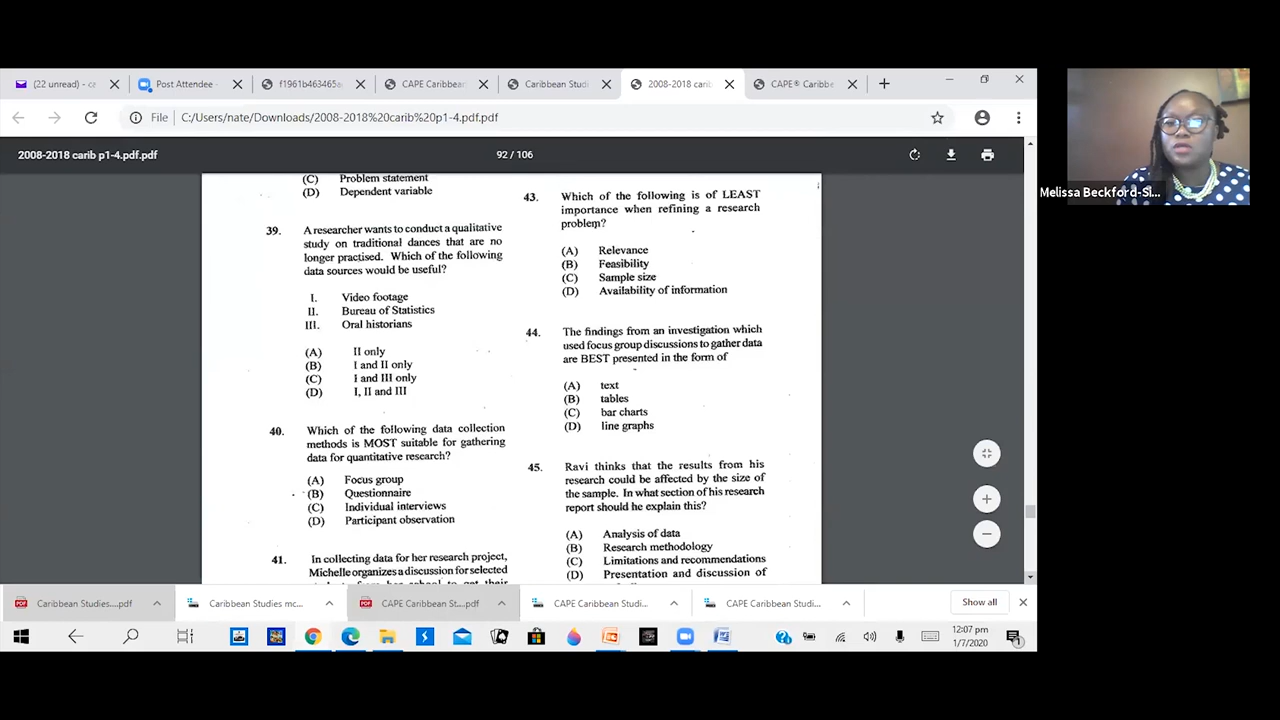 (22 unread) - ca
Post Attendee -
f1961b463465a
CAPE Caribbean
Caribbean Studi
2008-2018 carib
CAPE® Caribbe
File
C:/Users/nate/Downloads/2008-2018%20carib%20p1-4.pdf.pdf
2008-2018 carib p1-4.pdf.pdf
92 / 106
(C) Problem statement
(D) Dependent variable
39. A researcher wants to conduct a qualitative
study on traditional dances that are no
longer practised. Which of the following
data sources would be useful?
I. Video footage
II. Bureau of Statistics
III. Oral historians
(A) II only
(B) I and II only
(C) I and III only
(D) I, II and III
40. Which of the following data collection
methods is MOST suitable for gathering
data for quantitative research?
(A) Focus group
(B) Questionnaire
(C) Individual interviews
(D) Participant observation
41. In collecting data for her research project,
Michelle organizes a discussion for selected
43. Which of the following is of LEAST
importance when refining a research
problem?
(A) Relevance
(B) Feasibility
(C) Sample size
(D) Availability of information
44. The findings from an investigation which
used focus group discussions to gather data
are BEST presented in the form of
(A) text
(B) tables
(C) bar charts
(D) line graphs
45. Ravi thinks that the results from his
research could be affected by the size of
the sample. In what section of his research
report should he explain this?
(A) Analysis of data
(B) Research methodology
(C) Limitations and recommendations
(D) Presentation and discussion of
Melissa Beckford-Si...
Caribbean Studies....pdf
Caribbean Studies mc...
CAPE Caribbean St....pdf
CAPE Caribbean Studi...
CAPE Caribbean Studi...
Show all
12:07 pm
1/7/2020